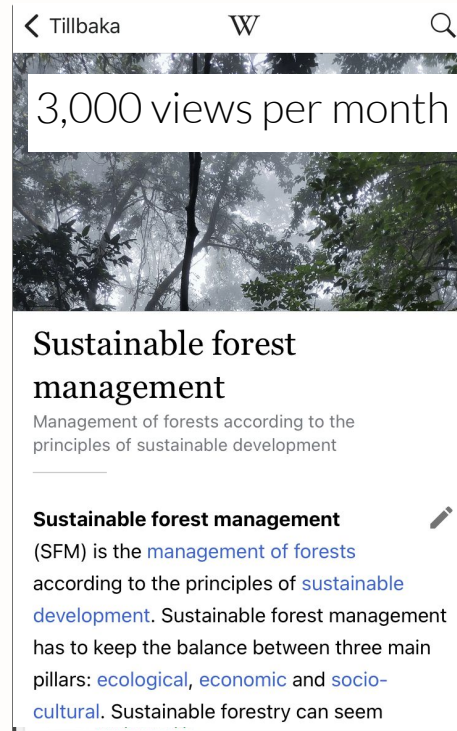 Tillbaka
W
3,000 views per month
Sustainable forest
management
Management of forests according to the
principles of sustainable development
Sustainable forest management
(SFM) is the management of forests
according to the principles of sustainable
development. Sustainable forest management
has to keep the balance between three main
pillars: ecological, economic and socio-
cultural. Sustainable forestry can seem